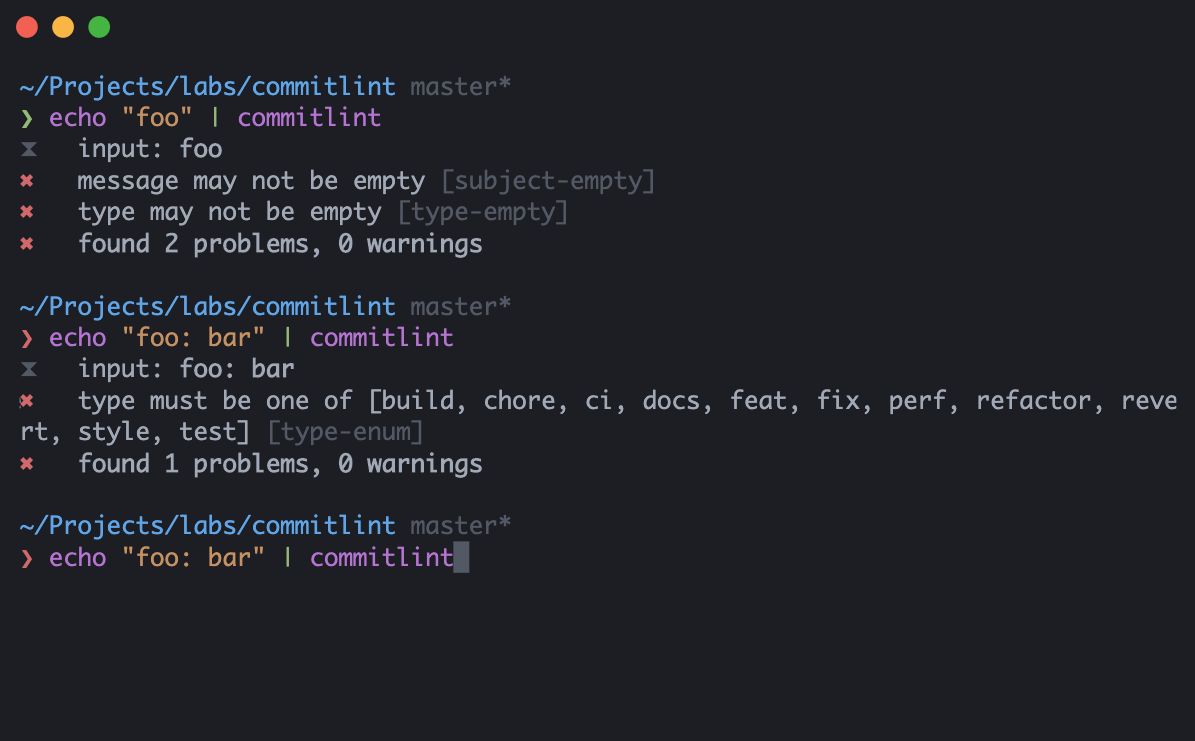 ~/Projects/labs/commitlint master*
❯ echo "foo" | commitlint
⧗   input: foo
✖   message may not be empty [subject-empty]
✖   type may not be empty [type-empty]
✖   found 2 problems, 0 warnings
~/Projects/labs/commitlint master*
❯ echo "foo: bar" | commitlint
⧗   input: foo: bar
✖   type must be one of [build, chore, ci, docs, feat, fix, perf, refactor, reve
rt, style, test] [type-enum]
✖   found 1 problems, 0 warnings
~/Projects/labs/commitlint master*
❯ echo "foo: bar" | commitlint